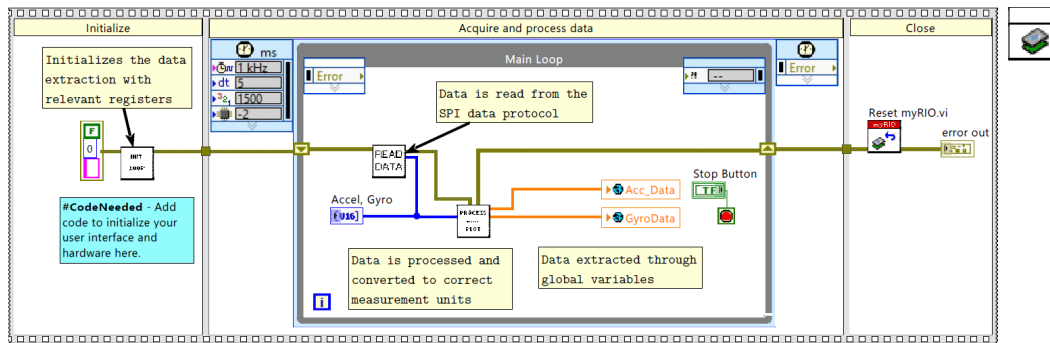 Initialize
Acquire and process data
Close
Initializes the data
extraction with
relevant registers
F
0
INIT
LOOP
#CodeNeeded - Add
code to initialize your
user interface and
hardware here.
ms
1 kHz
dt 5
1500
-2
Error
Main Loop
?! --
Error
Data is read from the
SPI data protocol
READ
DATA
Accel, Gyro
U16]
PROCESS
PLOT
Acc_Data
GyroData
Stop Button
TF
Data is processed and
converted to correct
measurement units
Data extracted through
global variables
i
Reset myRIO.vi
myRIO
error out